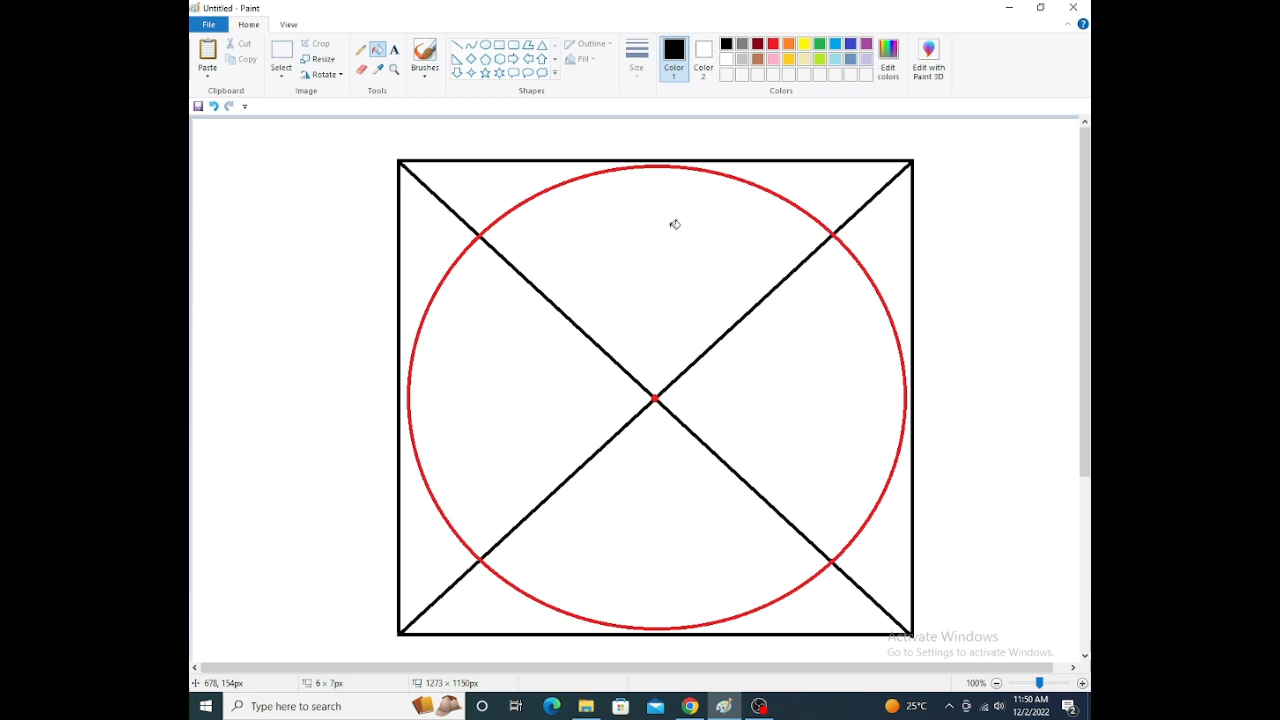 Untitled - Paint
File Home View
Paste Cut Copy Clipboard
Select Crop Resize Rotate Image
A Tools
Brushes
Outline Fill Shapes
Size
Color 1 Color 2 Edit colors Colors
Edit with Paint 3D
Activate Windows
Go to Settings to activate Windows.
678, 154px 6 × 7px 1273 × 1150px 100%
Type here to search 25°C 11:50 AM
12/2/2022 2